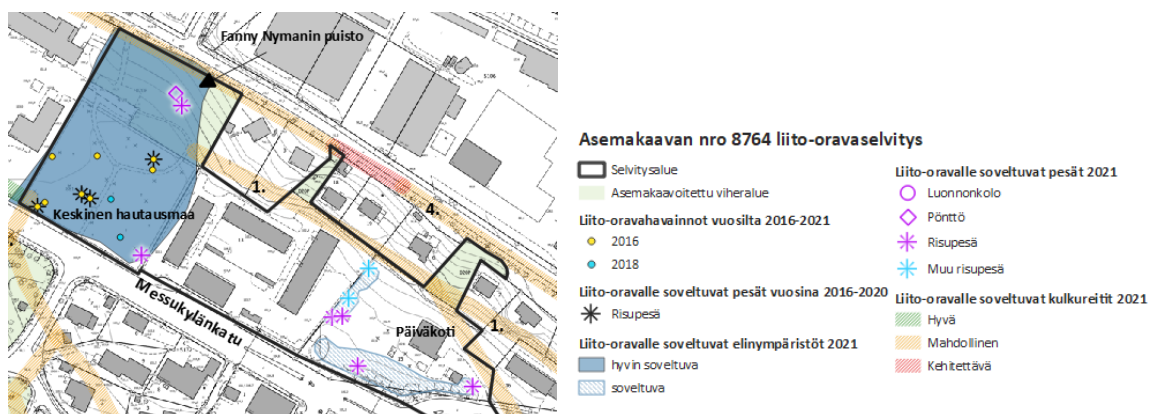 Fanny Nymanin puisto
1.
4.
Keskinen hautausmaa
Messukylänkatu
Päiväkoti
1.
Asemakaavan nro 8764 liito-oravaselvitys
Selvitysalue
Asemakaavoitettu viheralue
Liito-oravahavainnot vuosilta 2016-2021
2016
2018
Liito-oravalle soveltuvat pesät vuosina 2016-2020
Risupesä
Liito-oravalle soveltuvat elinympäristöt 2021
hyvin soveltuva
soveltuva
Liito-oravalle soveltuvat pesät 2021
Luonnonkolo
Pönttö
Risupesä
Muu risupesä
Liito-oravalle soveltuvat kulkureitit 2021
Hyvä
Mahdollinen
Kehitettävä